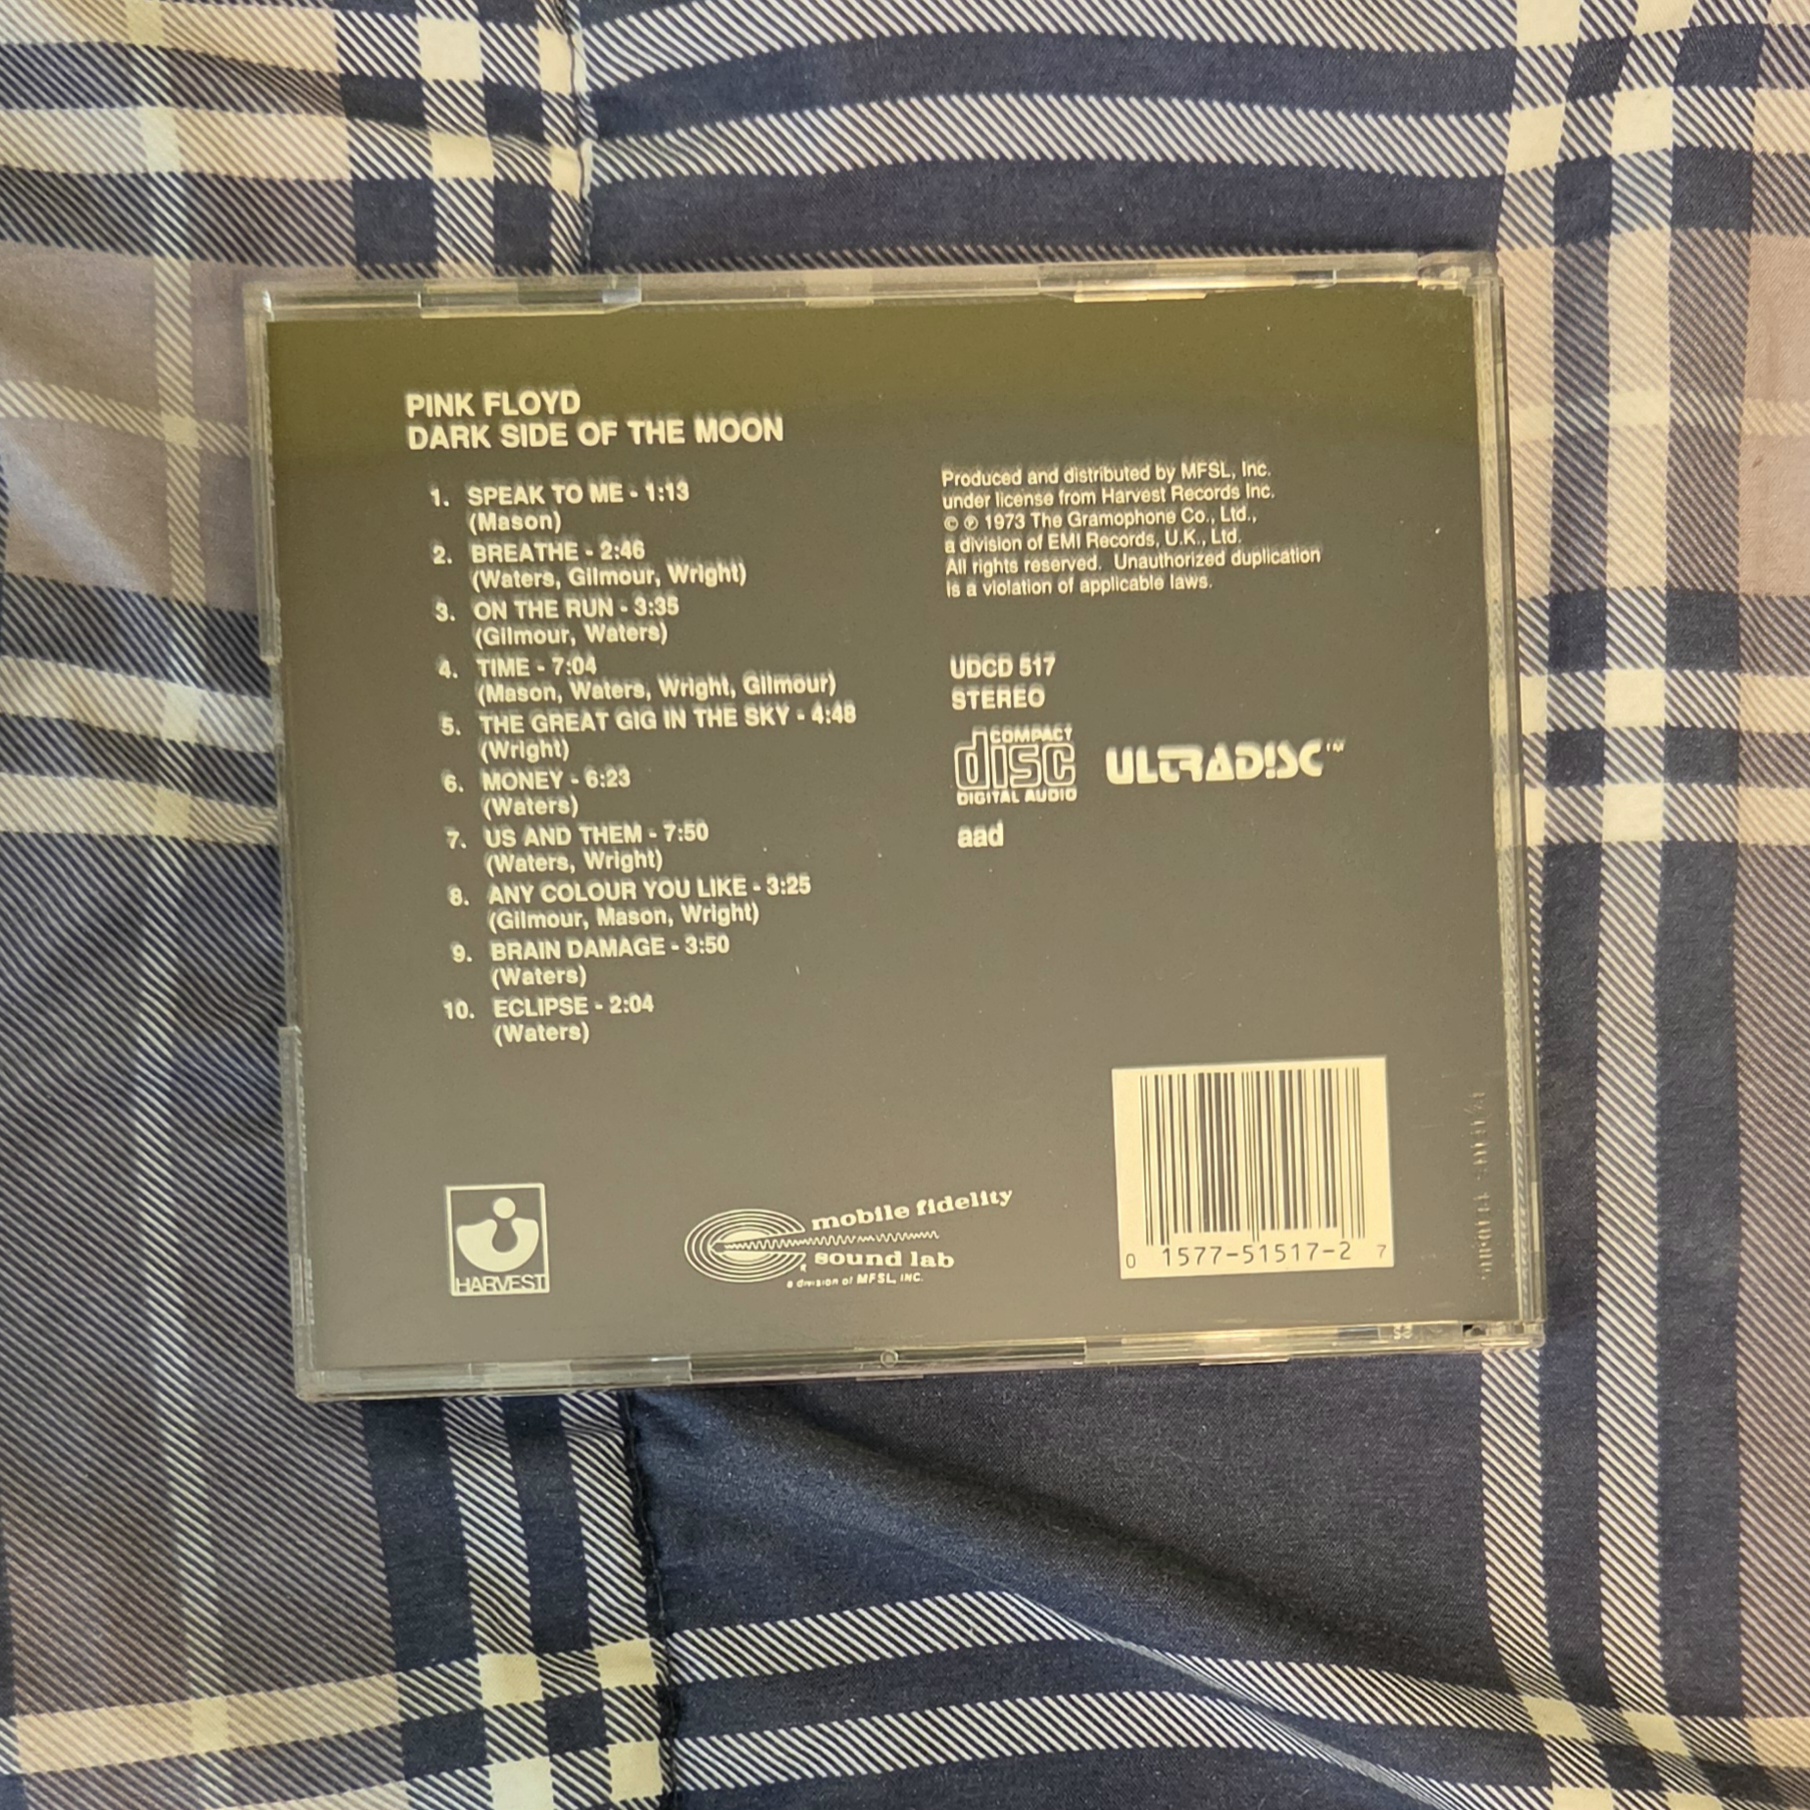 PINK FLOYD
DARK SIDE OF THE MOON
1. SPEAK TO ME - 1:13
(Mason)
2. BREATHE - 2:46
(Waters, Gilmour, Wright)
3. ON THE RUN - 3:35
(Gilmour, Waters)
4. TIME - 7:04
(Mason, Waters, Wright, Gilmour)
5. THE GREAT GIG IN THE SKY - 4:48
(Wright)
6. MONEY - 6:23
(Waters)
7. US AND THEM - 7:50
(Waters, Wright)
8. ANY COLOUR YOU LIKE - 3:25
(Gilmour, Mason, Wright)
9. BRAIN DAMAGE - 3:50
(Waters)
10. ECLIPSE - 2:04
(Waters)
Produced and distributed by MFSL, Inc.
under license from Harvest Records Inc.
© ℗ 1973 The Gramophone Co., Ltd.,
a division of EMI Records, U.K., Ltd.
All rights reserved. Unauthorized duplication
is a violation of applicable laws.
UDCD 517
STEREO
COMPACT
disc
DIGITAL AUDIO
ULTRADISC™
aad
HARVEST
mobile fidelity
sound lab
a division of MFSL, INC.
0 1577-51517-2 7